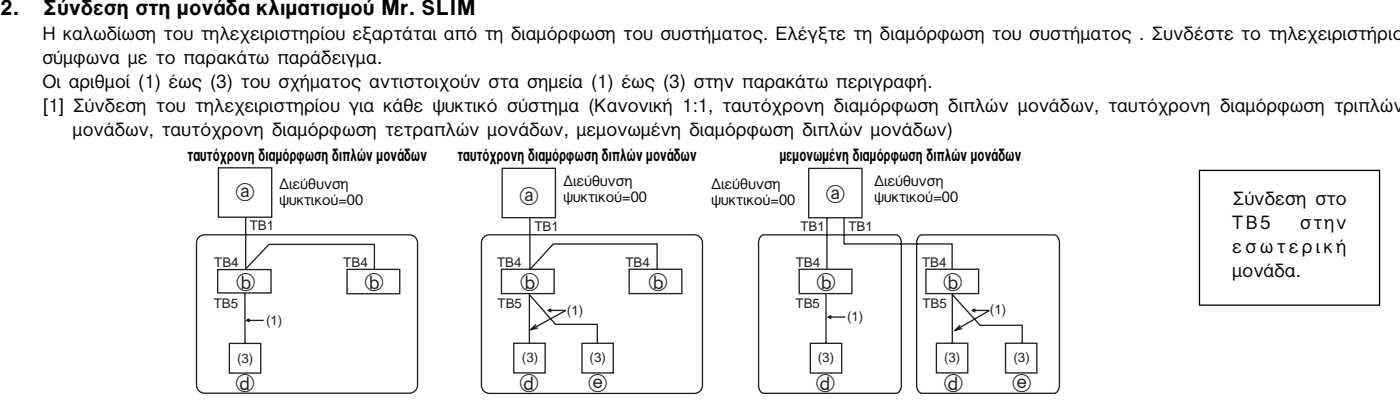 2. Σύνδεση στη μονάδα κλιματισμού Mr. SLIM
Η καλωδίωση του τηλεχειριστηρίου εξαρτάται από τη διαμόρφωση του συστήματος. Ελέγξτε τη διαμόρφωση του συστήματος . Συνδέστε το τηλεχειριστήριο
σύμφωνα με το παρακάτω παράδειγμα.
Οι αριθμοί (1) έως (3) του σχήματος αντιστοιχούν στα σημεία (1) έως (3) στην παρακάτω περιγραφή.
[1] Σύνδεση του τηλεχειριστηρίου για κάθε ψυκτικό σύστημα (Κανονική 1:1, ταυτόχρονη διαμόρφωση διπλών μονάδων, ταυτόχρονη διαμόρφωση τριπλών
μονάδων, ταυτόχρονη διαμόρφωση τετραπλών μονάδων, μεμονωμένη διαμόρφωση διπλών μονάδων)
ταυτόχρονη διαμόρφωση διπλών μονάδων
ⓐ
Διεύθυνση
ψυκτικού=00
TB1
TB4
TB4
ⓑ
ⓑ
TB5
(1)
(3)
ⓓ
ταυτόχρονη διαμόρφωση διπλών μονάδων
ⓐ
Διεύθυνση
ψυκτικού=00
TB1
TB4
TB4
ⓑ
ⓑ
TB5
(1)
(3)
(3)
ⓓ
ⓔ
μεμονωμένη διαμόρφωση διπλών μονάδων
Διεύθυνση
ψυκτικού=00
ⓐ
Διεύθυνση
ψυκτικού=00
TB1
TB1
TB4
TB4
ⓑ
ⓑ
TB5
TB5
(1)
(1)
(3)
(3)
(3)
ⓓ
ⓓ
ⓔ
Σύνδεση στο
TB5 στην
εσωτερική
μονάδα.